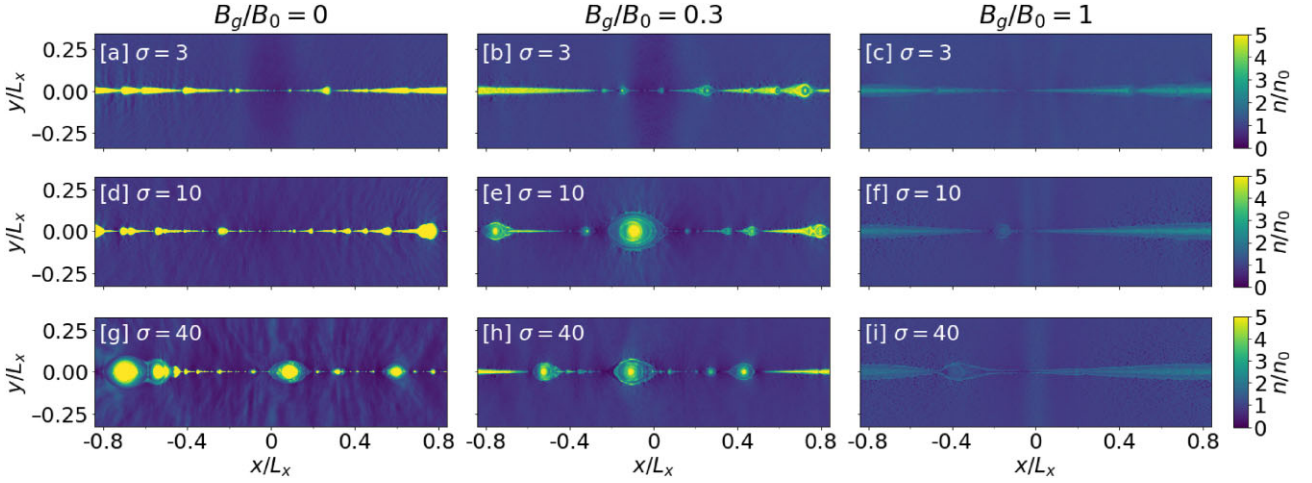 B_g/B_0 = 0 B_g/B_0 = 0.3 B_g/B_0 = 1
[a] σ = 3 [b] σ = 3 [c] σ = 3
0.25
0.00
−0.25
y/L_x
5
4
3
2
1
0
n/n_0
[d] σ = 10 [e] σ = 10 [f] σ = 10
0.25
0.00
−0.25
y/L_x
5
4
3
2
1
0
n/n_0
[g] σ = 40 [h] σ = 40 [i] σ = 40
0.25
0.00
−0.25
y/L_x
5
4
3
2
1
0
n/n_0
-0.8 -0.4 0 0.4 0.8 -0.8 -0.4 0 0.4 0.8 -0.8 -0.4 0 0.4 0.8
x/L_x x/L_x x/L_x